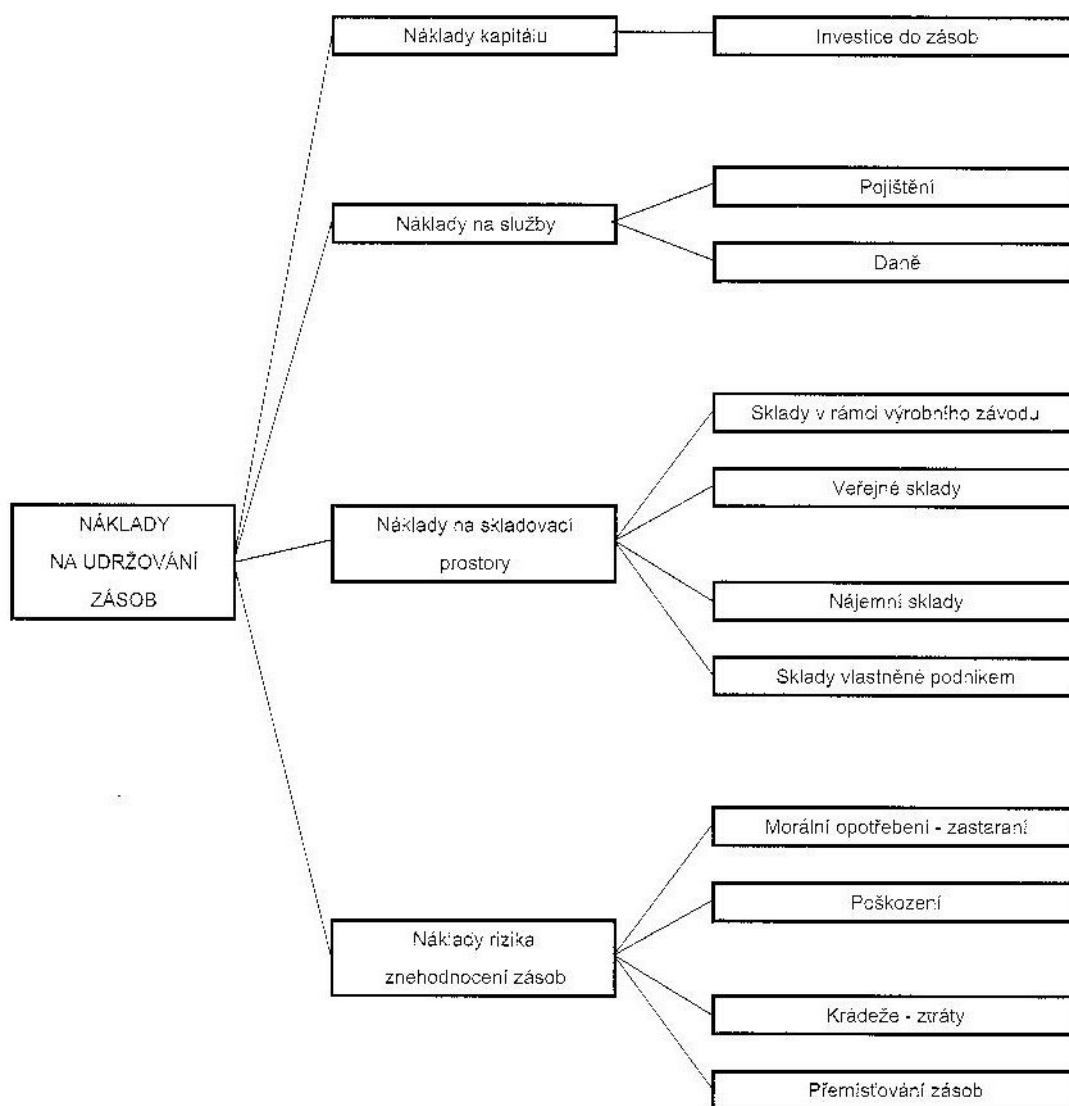 Náklady kapitálu
Investice do zásob
Náklady na služby
Pojištění
Daně
NÁKLADY
NA UDRŽOVÁNÍ
ZÁSOB
Náklady na skladovací
prostory
Sklady v rámci výrobního závodu
Veřejné sklady
Nájemní sklady
Sklady vlastněné podnikem
Náklady rizika
znehodnocení zásob
Morální opotřebení - zastaraní
Poškození
Krádeže - ztráty
Přemísťování zásob